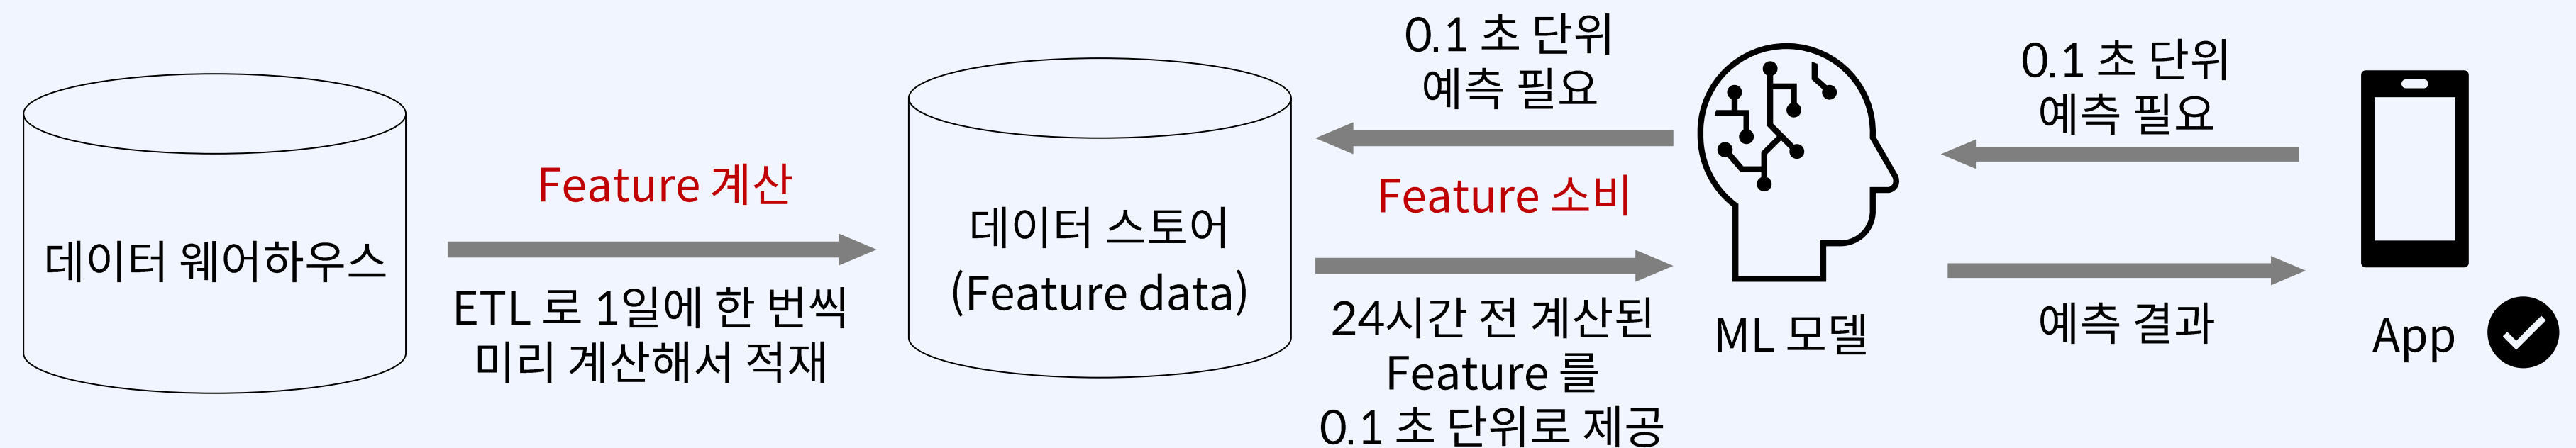 데이터 웨어하우스
Feature 계산
ETL 로 1일에 한 번씩
미리 계산해서 적재
데이터 스토어
(Feature data)
0.1 초 단위
예측 필요
Feature 소비
24시간 전 계산된
Feature 를
0.1 초 단위로 제공
ML 모델
0.1 초 단위
예측 필요
예측 결과
App